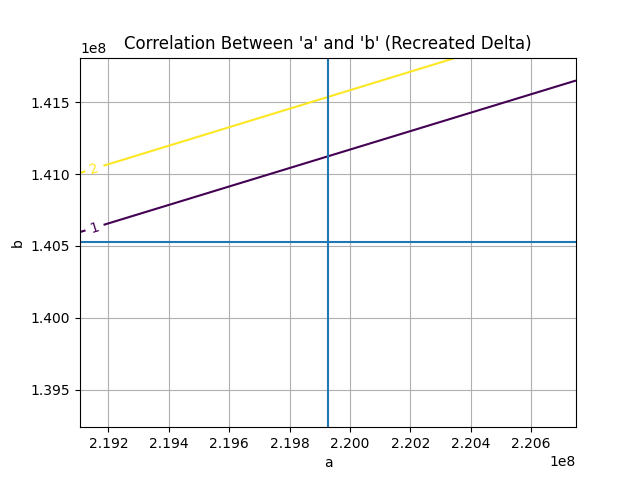 Correlation Between 'a' and 'b' (Recreated Delta)
1e8
1.415
1.410
1.405
1.400
1.395
b
2
1
2.192 2.194 2.196 2.198 2.200 2.202 2.204 2.206
a
1e8